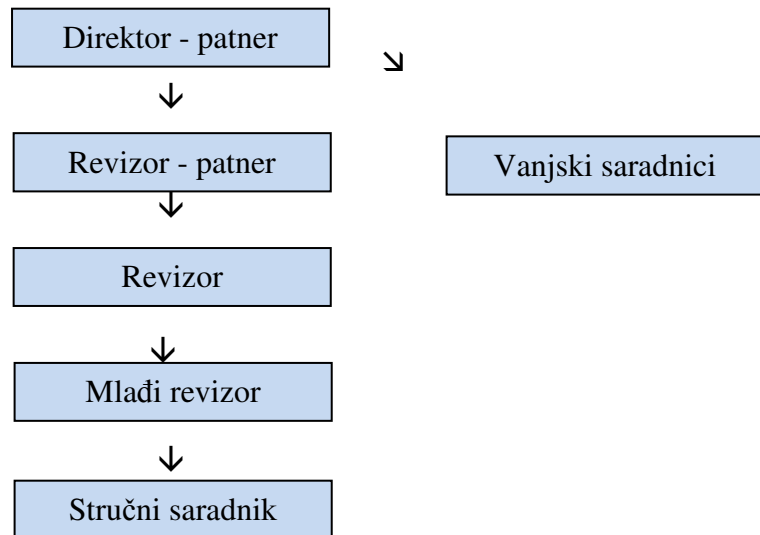 Direktor - patner
Revizor - patner
Vanjski saradnici
Revizor
Mlađi revizor
Stručni saradnik